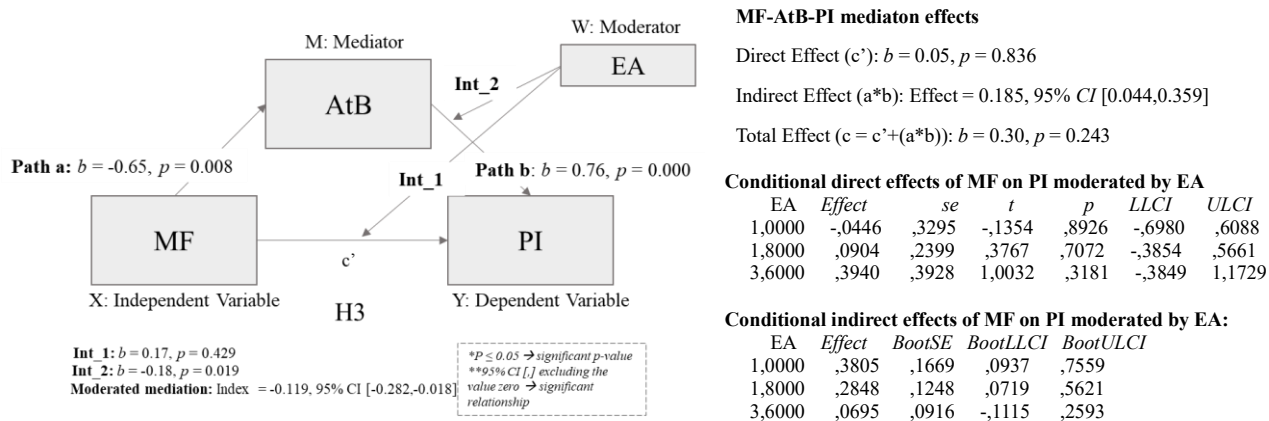 M: Mediator
AtB
W: Moderator
EA
Int_2
Path a: b = -0.65, p = 0.008
Int_1
Path b: b = 0.76, p = 0.000
MF
c’
PI
X: Independent Variable
Y: Dependent Variable
H3
Int_1: b = 0.17, p = 0.429
Int_2: b = -0.18, p = 0.019
Moderated mediation: Index = -0.119, 95% CI [-0.282,-0.018]
*P ≤ 0.05 → significant p-value
**95% CI [,] excluding the
value zero → significant
relationship
MF-AtB-PI mediaton effects
Direct Effect (c’): b = 0.05, p = 0.836
Indirect Effect (a*b): Effect = 0.185, 95% CI [0.044,0.359]
Total Effect (c = c’+(a*b)): b = 0.30, p = 0.243
Conditional direct effects of MF on PI moderated by EA
EA Effect se t p LLCI ULCI
1,0000 -,0446 ,3295 -,1354 ,8926 -,6980 ,6088
1,8000 ,0904 ,2399 ,3767 ,7072 -,3854 ,5661
3,6000 ,3940 ,3928 1,0032 ,3181 -,3849 1,1729
Conditional indirect effects of MF on PI moderated by EA:
EA Effect BootSE BootLLCI BootULCI
1,0000 ,3805 ,1669 ,0937 ,7559
1,8000 ,2848 ,1248 ,0719 ,5621
3,6000 ,0695 ,0916 -,1115 ,2593